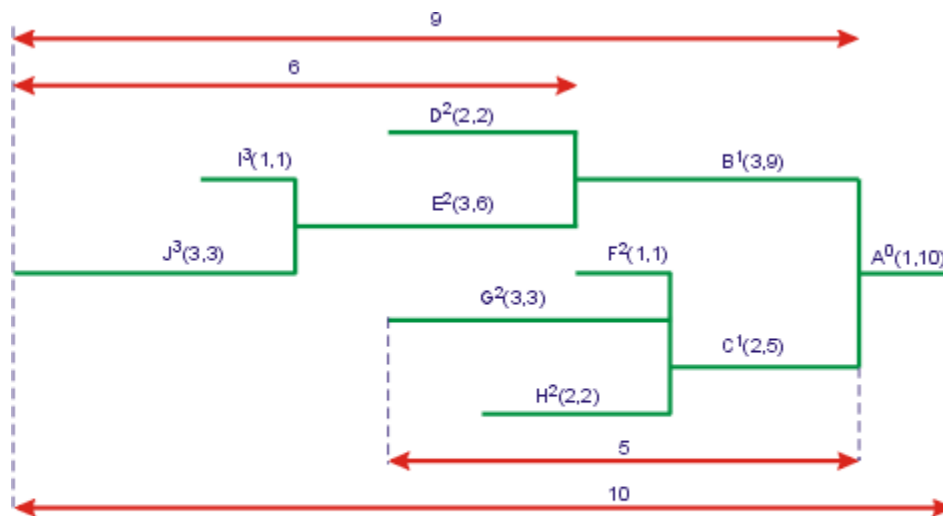 9
6
D²(2,2)
I³(1,1)
B¹(3,9)
E²(3,6)
J³(3,3)
F²(1,1)
A⁰(1,10)
G²(3,3)
C¹(2,5)
H²(2,2)
5
10